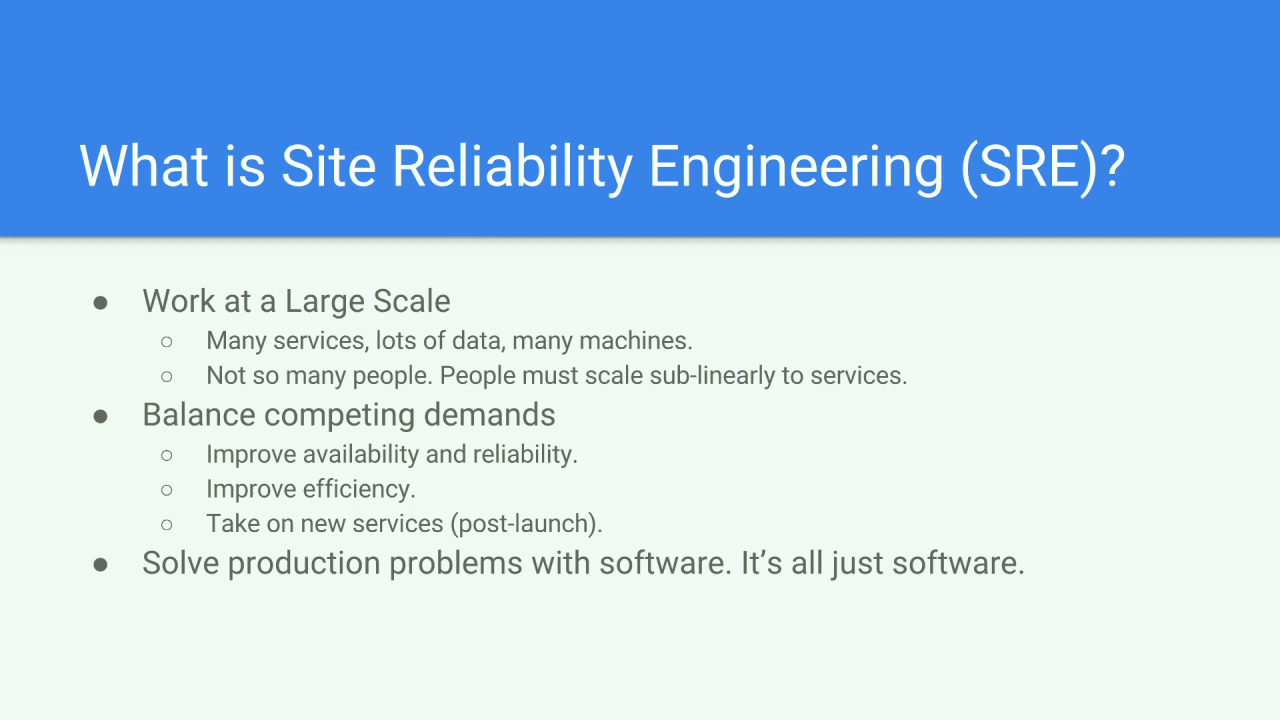 What is Site Reliability Engineering (SRE)?
● Work at a Large Scale
○ Many services, lots of data, many machines.
○ Not so many people. People must scale sub-linearly to services.
● Balance competing demands
○ Improve availability and reliability.
○ Improve efficiency.
○ Take on new services (post-launch).
● Solve production problems with software. It’s all just software.